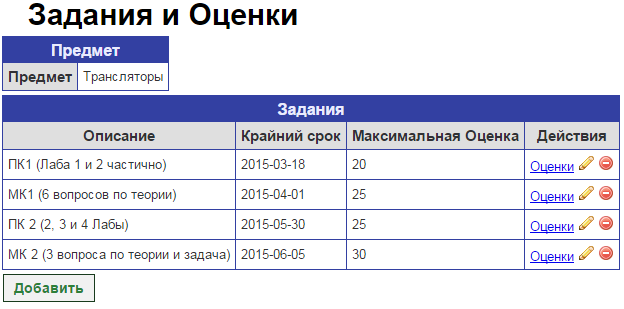 Задания и Оценки
Предмет
Предмет Трансляторы
Задания
Описание Крайний срок Максимальная Оценка Действия
ПК1 (Лаба 1 и 2 частично) 2015-03-18 20 Оценки
МК1 (6 вопросов по теории) 2015-04-01 25 Оценки
ПК 2 (2, 3 и 4 Лабы) 2015-05-30 25 Оценки
МК 2 (3 вопроса по теории и задача) 2015-06-05 30 Оценки
Добавить